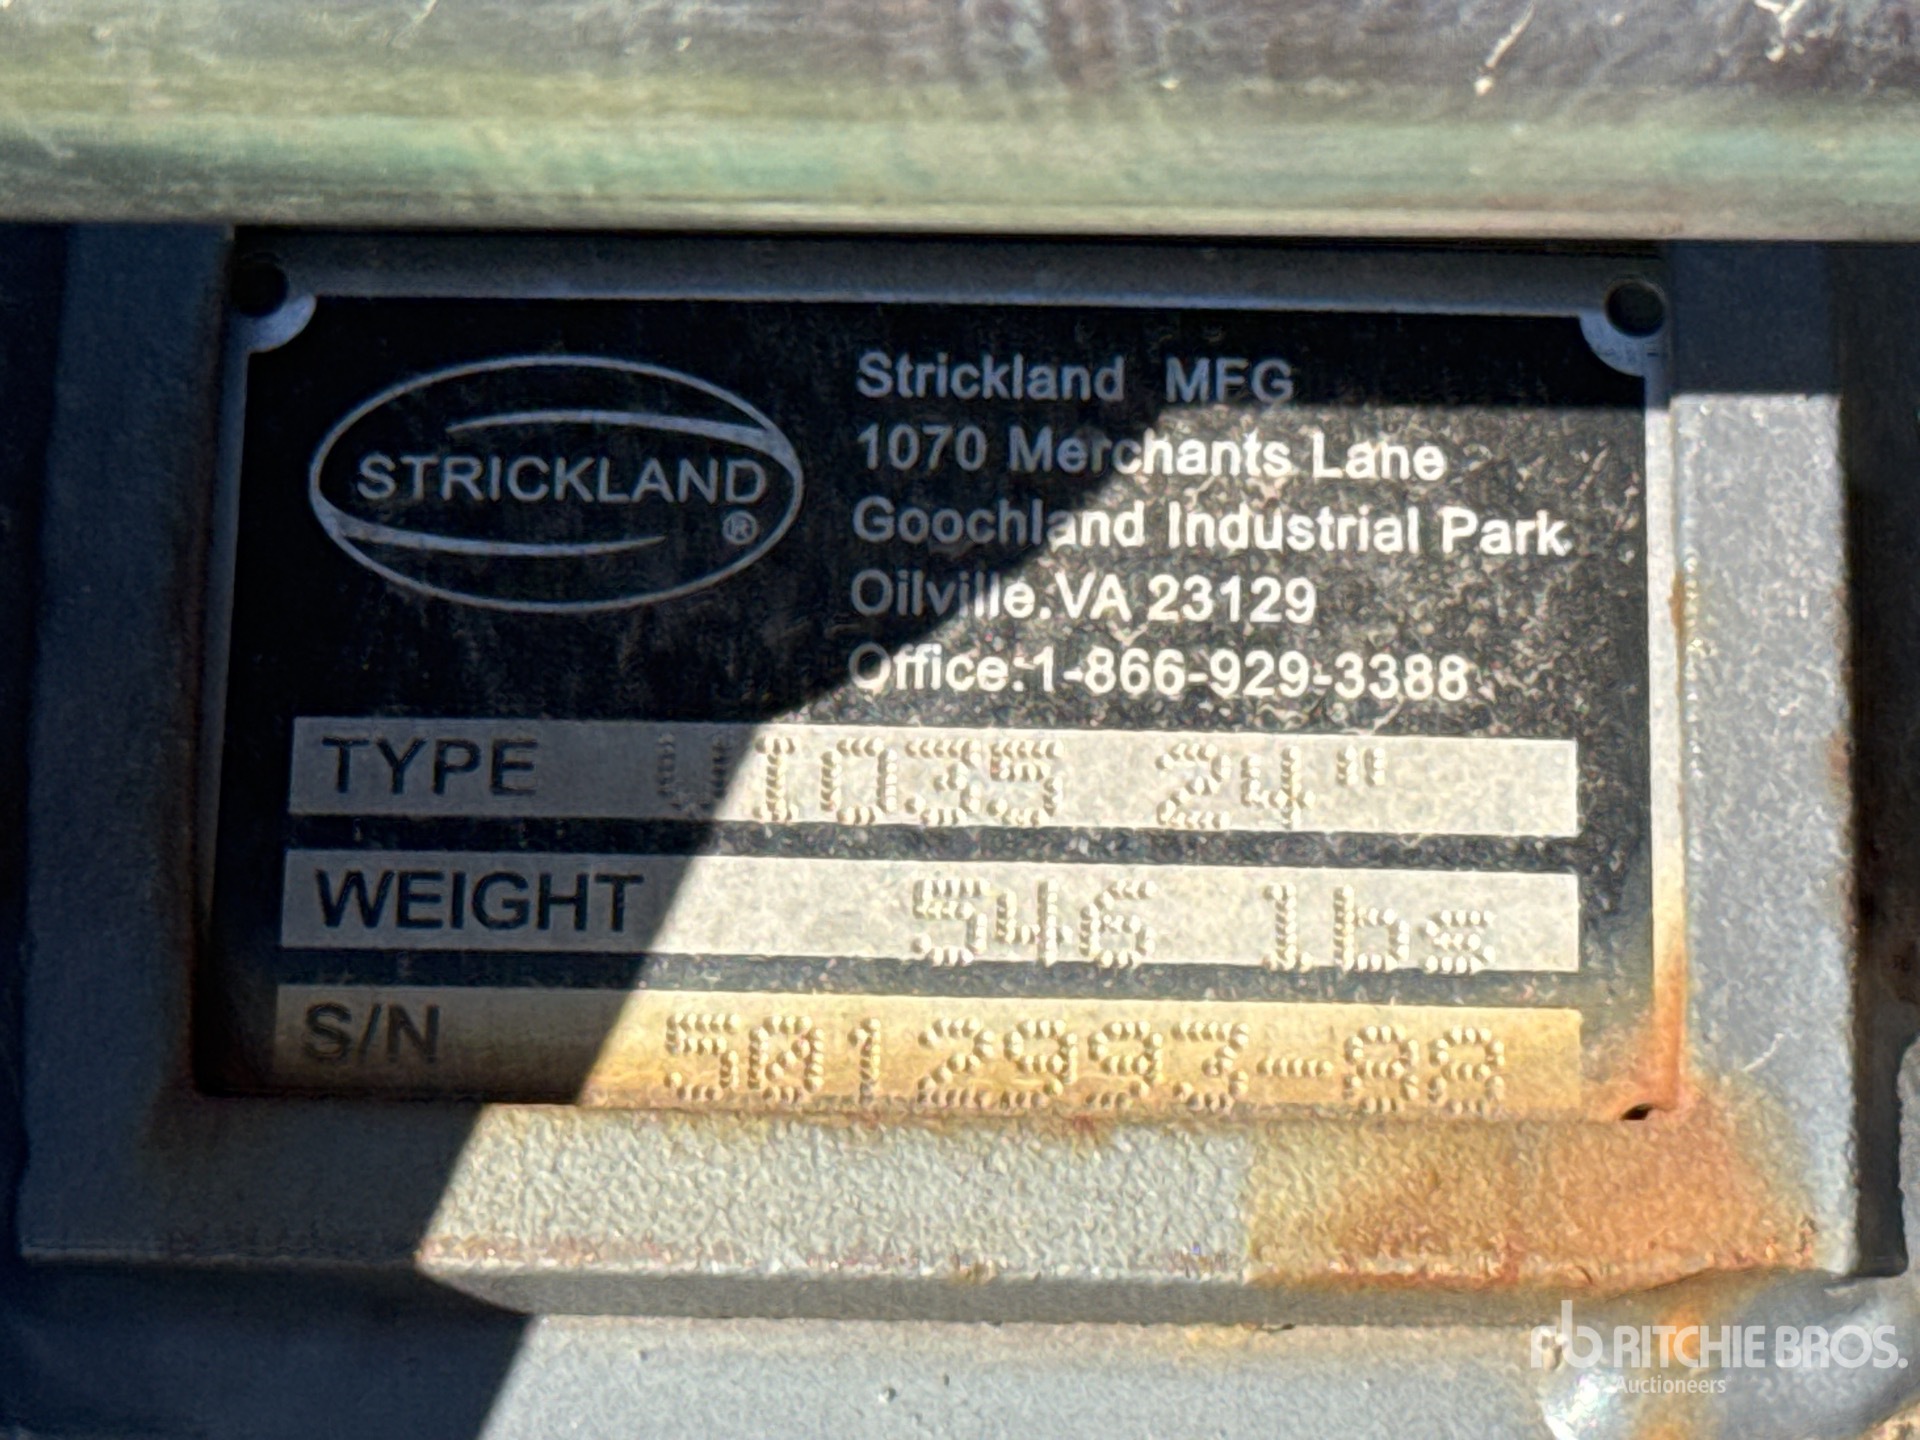 STRICKLAND
®
Strickland MFG
1070 Merchants Lane
Goochland Industrial Park
Oilville.VA 23129
Office:1-866-929-3388
TYPE 24"
WEIGHT 546 lbs
S/N
rb RITCHIE BROS.
Auctioneers